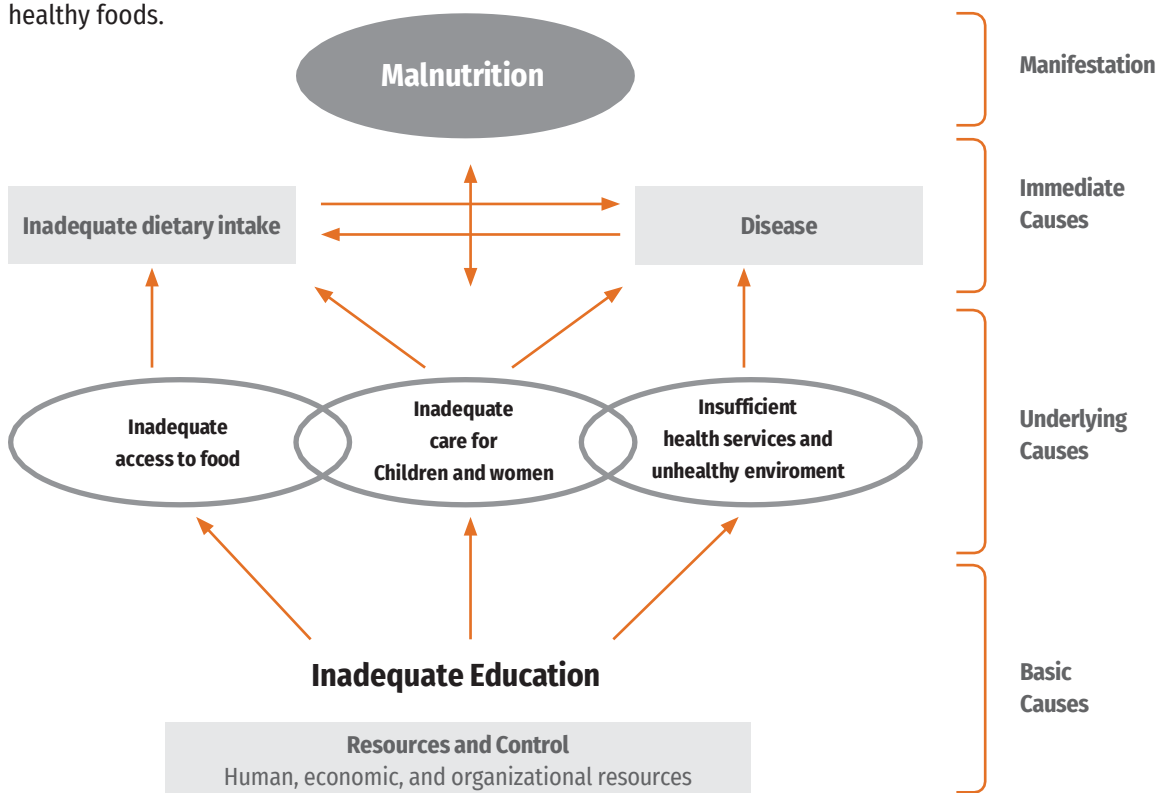 healthy foods.
Malnutrition
Manifestation
Inadequate dietary intake
Disease
Immediate
Causes
Inadequate
access to food
Inadequate
care for
Children and women
Insufficient
health services and
unhealthy enviroment
Underlying
Causes
Inadequate Education
Basic
Causes
Resources and Control
Human, economic, and organizational resources